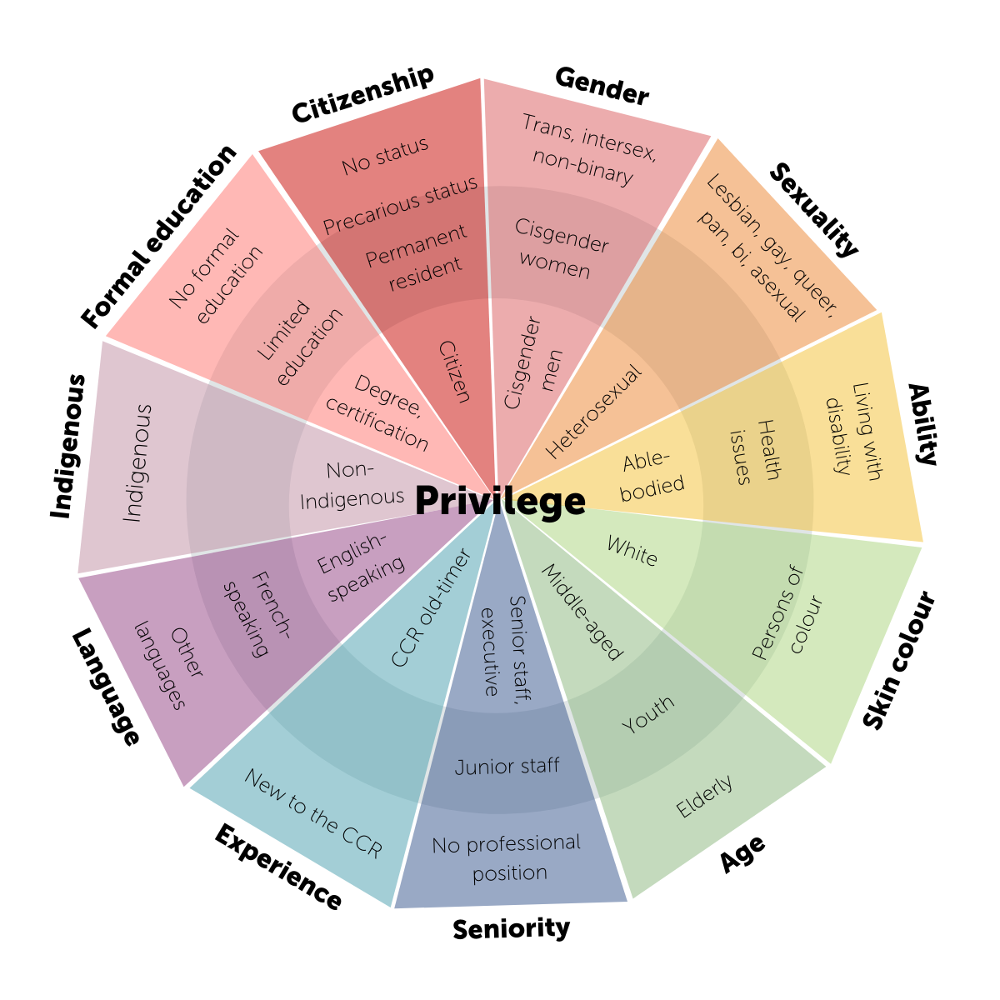 Privilege
Gender
Trans, intersex,
non-binary
Cisgender
women
Cisgender
men
Sexuality
Lesbian, gay, queer,
pan, bi, asexual
Heterosexual
Ability
Living with
disability
Health
issues
Able-
bodied
Skin colour
Persons of
colour
White
Age
Elderly
Youth
Middle-aged
Seniority
No professional
position
Junior staff
Senior staff,
executive
Experience
New to the CCR
CCR old-timer
Language
Other
languages
French-
speaking
English-
speaking
Indigenous
Indigenous
Non-
Indigenous
Formal education
No formal
education
Limited
education
Degree,
certification
Citizenship
No status
Precarious status
Permanent
resident
Citizen